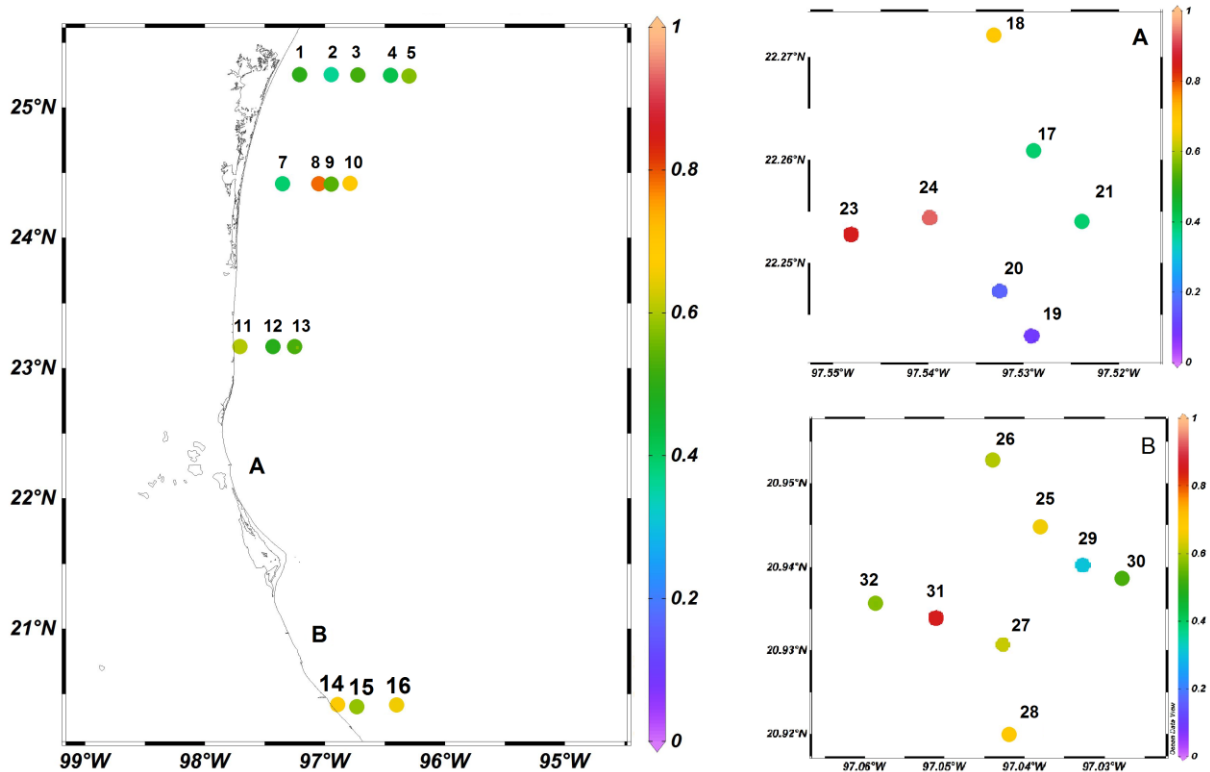 1 2 3 4 5
7 8 9 10
11 12 13
A
B
14 15 16
25°N
24°N
23°N
22°N
21°N
99°W 98°W 97°W 96°W 95°W
1
0.8
0.6
0.4
0.2
0
A
18
17
24
21
23
20
19
22.27°N
22.26°N
22.25°N
97.55°W 97.54°W 97.53°W 97.52°W
1
0.8
0.6
0.4
0.2
0
B
26
25
29
30
32
31
27
28
20.95°N
20.94°N
20.93°N
20.92°N
97.06°W 97.05°W 97.04°W 97.03°W
Ocean Data View
1
0.8
0.6
0.4
0.2
0